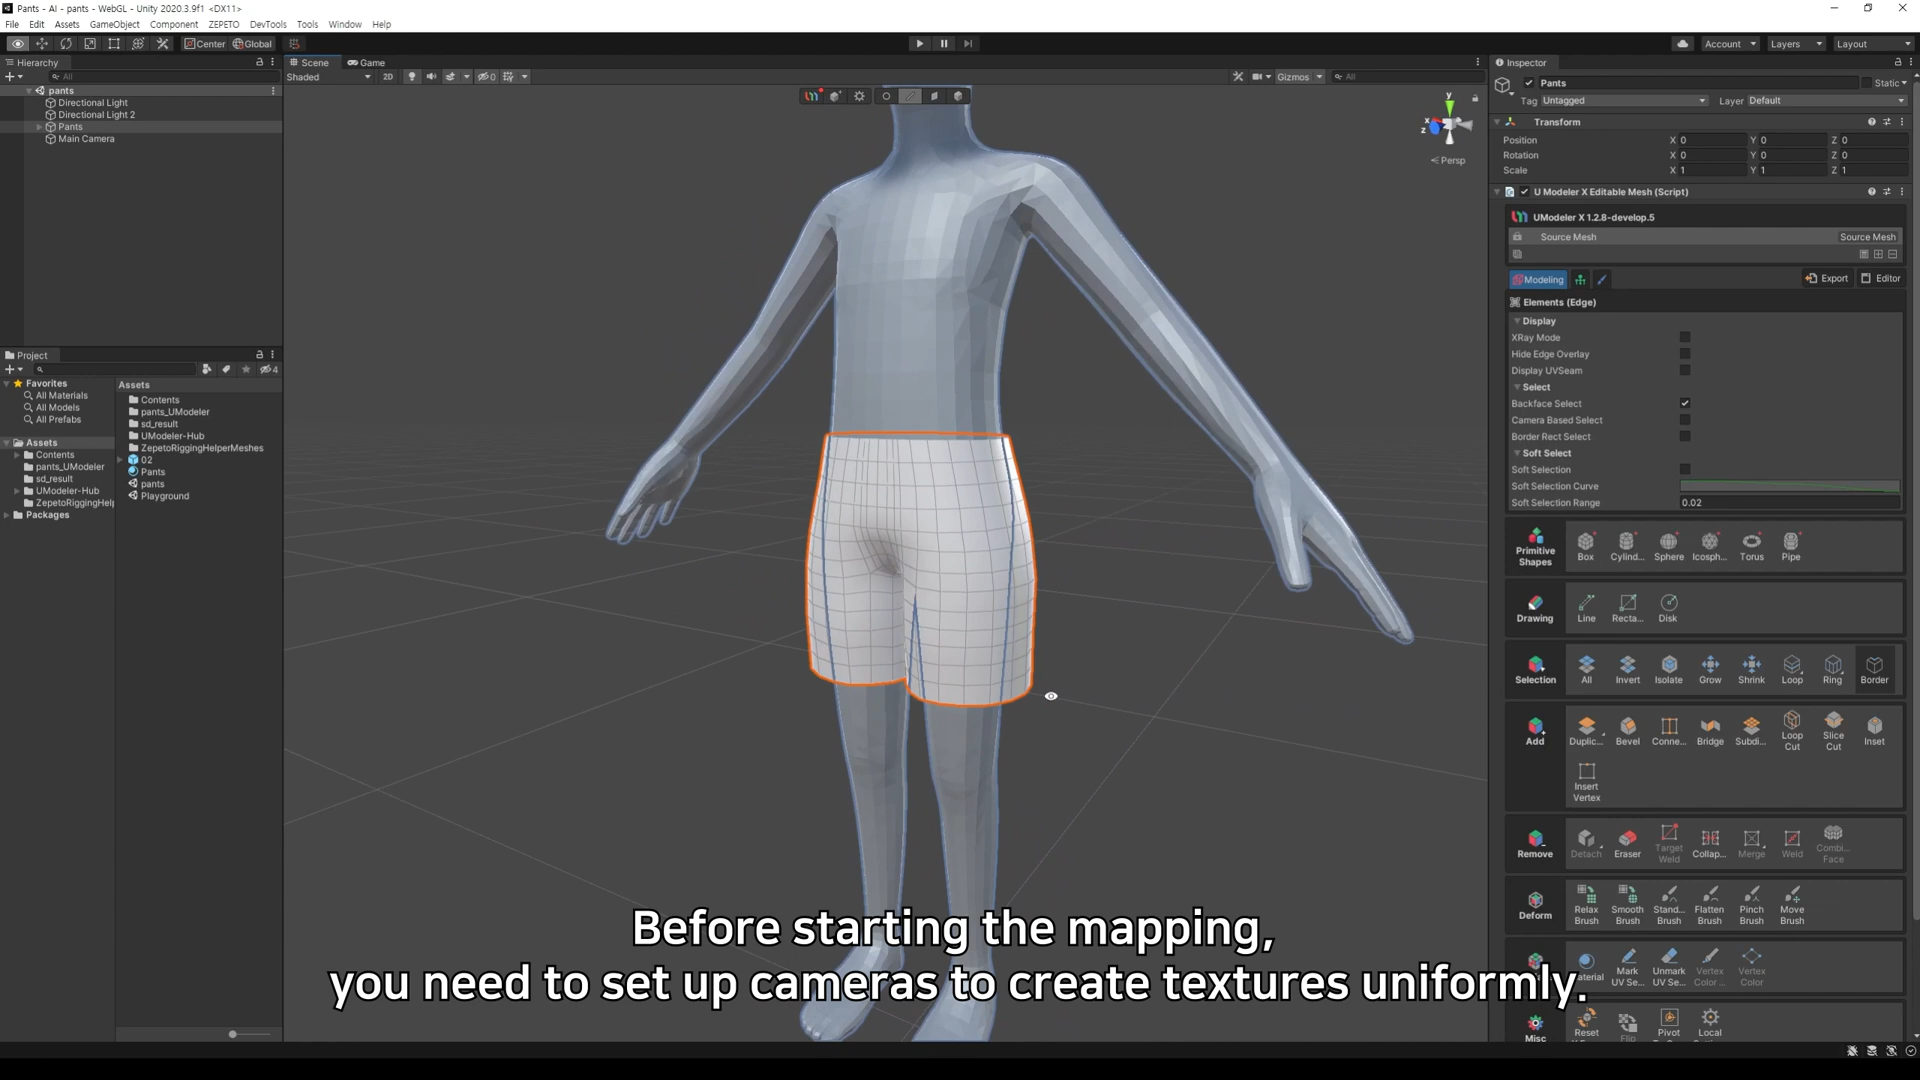 Pants - AI - pants - WebGL - Unity 2020.3.9f1 <DX11>
File Edit Assets GameObject Component ZEPETO DevTools Tools Window Help
Center Global
Account Layers Layout
Hierarchy
All
pants
Directional Light
Directional Light 2
Pants
Main Camera
Project
4
Favorites
All Materials
All Models
All Prefabs
Assets
Contents
pants_UModeler
sd_result
UModeler-Hub
ZepetoRiggingHelp
Packages
Assets
Contents
pants_UModeler
sd_result
UModeler-Hub
ZepetoRiggingHelperMeshes
02
Pants
pants
Playground
Scene Game
Shaded 2D 0 Gizmos All
y
x
z
Persp
Before starting the mapping,
you need to set up cameras to create textures uniformly.
Inspector
Pants Static
Tag Untagged Layer Default
Transform
Position X 0 Y 0 Z 0
Rotation X 0 Y 0 Z 0
Scale X 1 Y 1 Z 1
U Modeler X Editable Mesh (Script)
UModeler X 1.2.8-develop.5
Source Mesh Source Mesh
Modeling Export Editor
Elements (Edge)
Display
XRay Mode
Hide Edge Overlay
Display UVSeam
Select
Backface Select
Camera Based Select
Border Rect Select
Soft Select
Soft Selection
Soft Selection Curve
Soft Selection Range 0.02
Primitive Shapes
Box Cylind... Sphere Icosph... Torus Pipe
Drawing
Line Recta... Disk
Selection
All Invert Isolate Grow Shrink Loop Ring Border
Add
Duplic... Bevel Conne... Bridge Subdi... Loop Cut Slice Cut Inset
Insert Vertex
Remove
Detach Eraser Target Weld Collap... Merge Weld Combi... Face
Deform
Relax Brush Smooth Brush Stand... Brush Flatten Brush Pinch Brush Move Brush
Mark UV Se... Unmark UV Se... Vertex Color ... Vertex Color
Misc
Reset Flip Pivot Local